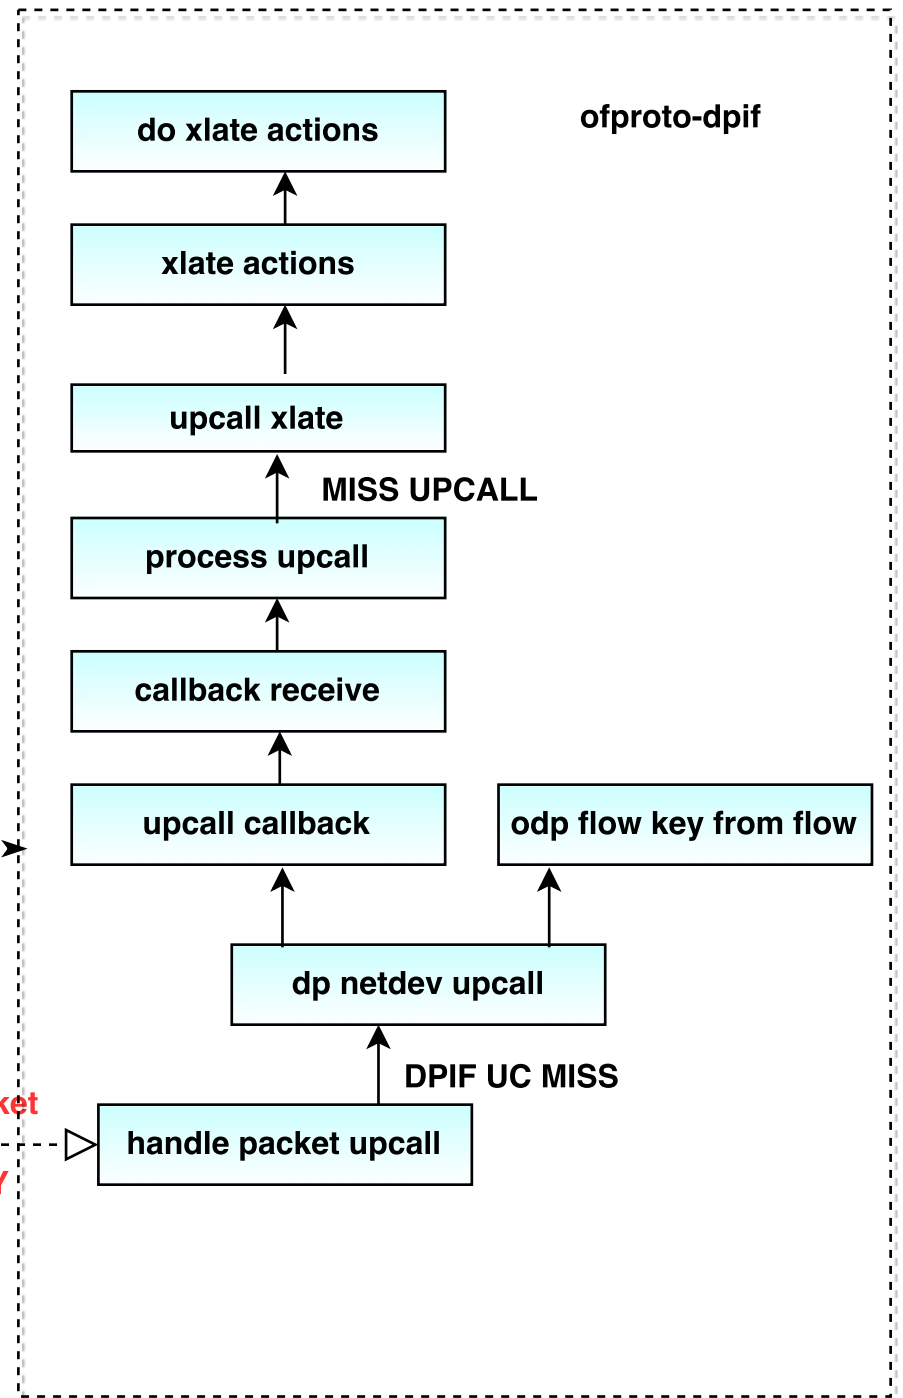 do xlate actions
ofproto-dpif
xlate actions
upcall xlate
MISS UPCALL
process upcall
callback receive
upcall callback
odp flow key from flow
dp netdev upcall
DPIF UC MISS
handle packet upcall